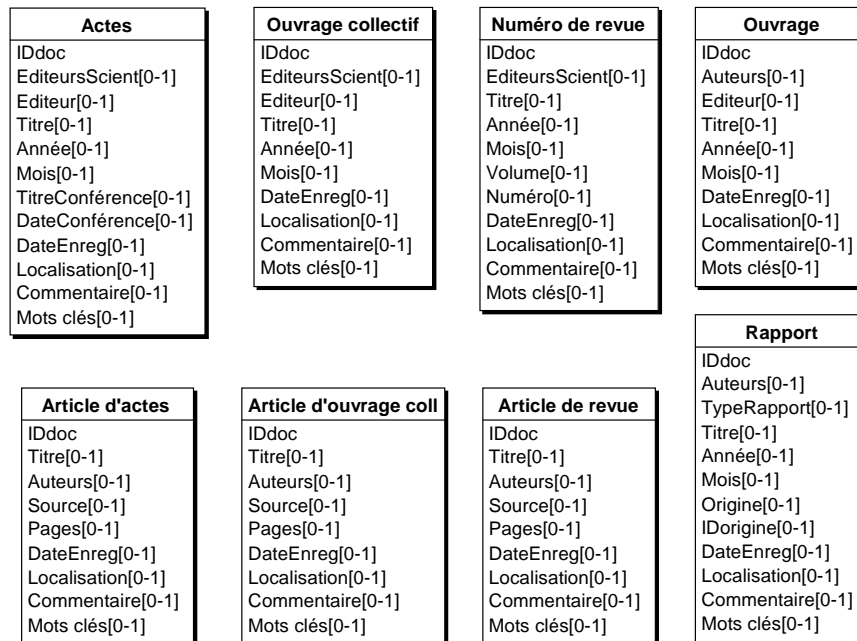 Actes
IDdoc
EditeursScient[0-1]
Editeur[0-1]
Titre[0-1]
Année[0-1]
Mois[0-1]
TitreConférence[0-1]
DateConférence[0-1]
DateEnreg[0-1]
Localisation[0-1]
Commentaire[0-1]
Mots clés[0-1]
Ouvrage collectif
IDdoc
EditeursScient[0-1]
Editeur[0-1]
Titre[0-1]
Année[0-1]
Mois[0-1]
DateEnreg[0-1]
Localisation[0-1]
Commentaire[0-1]
Mots clés[0-1]
Numéro de revue
IDdoc
EditeursScient[0-1]
Titre[0-1]
Année[0-1]
Mois[0-1]
Volume[0-1]
Numéro[0-1]
DateEnreg[0-1]
Localisation[0-1]
Commentaire[0-1]
Mots clés[0-1]
Ouvrage
IDdoc
Auteurs[0-1]
Editeur[0-1]
Titre[0-1]
Année[0-1]
Mois[0-1]
DateEnreg[0-1]
Localisation[0-1]
Commentaire[0-1]
Mots clés[0-1]
Article d'actes
IDdoc
Titre[0-1]
Auteurs[0-1]
Source[0-1]
Pages[0-1]
DateEnreg[0-1]
Localisation[0-1]
Commentaire[0-1]
Mots clés[0-1]
Article d'ouvrage coll
IDdoc
Titre[0-1]
Auteurs[0-1]
Source[0-1]
Pages[0-1]
DateEnreg[0-1]
Localisation[0-1]
Commentaire[0-1]
Mots clés[0-1]
Article de revue
IDdoc
Titre[0-1]
Auteurs[0-1]
Source[0-1]
Pages[0-1]
DateEnreg[0-1]
Localisation[0-1]
Commentaire[0-1]
Mots clés[0-1]
Rapport
IDdoc
Auteurs[0-1]
TypeRapport[0-1]
Titre[0-1]
Année[0-1]
Mois[0-1]
Origine[0-1]
IDorigine[0-1]
DateEnreg[0-1]
Localisation[0-1]
Commentaire[0-1]
Mots clés[0-1]